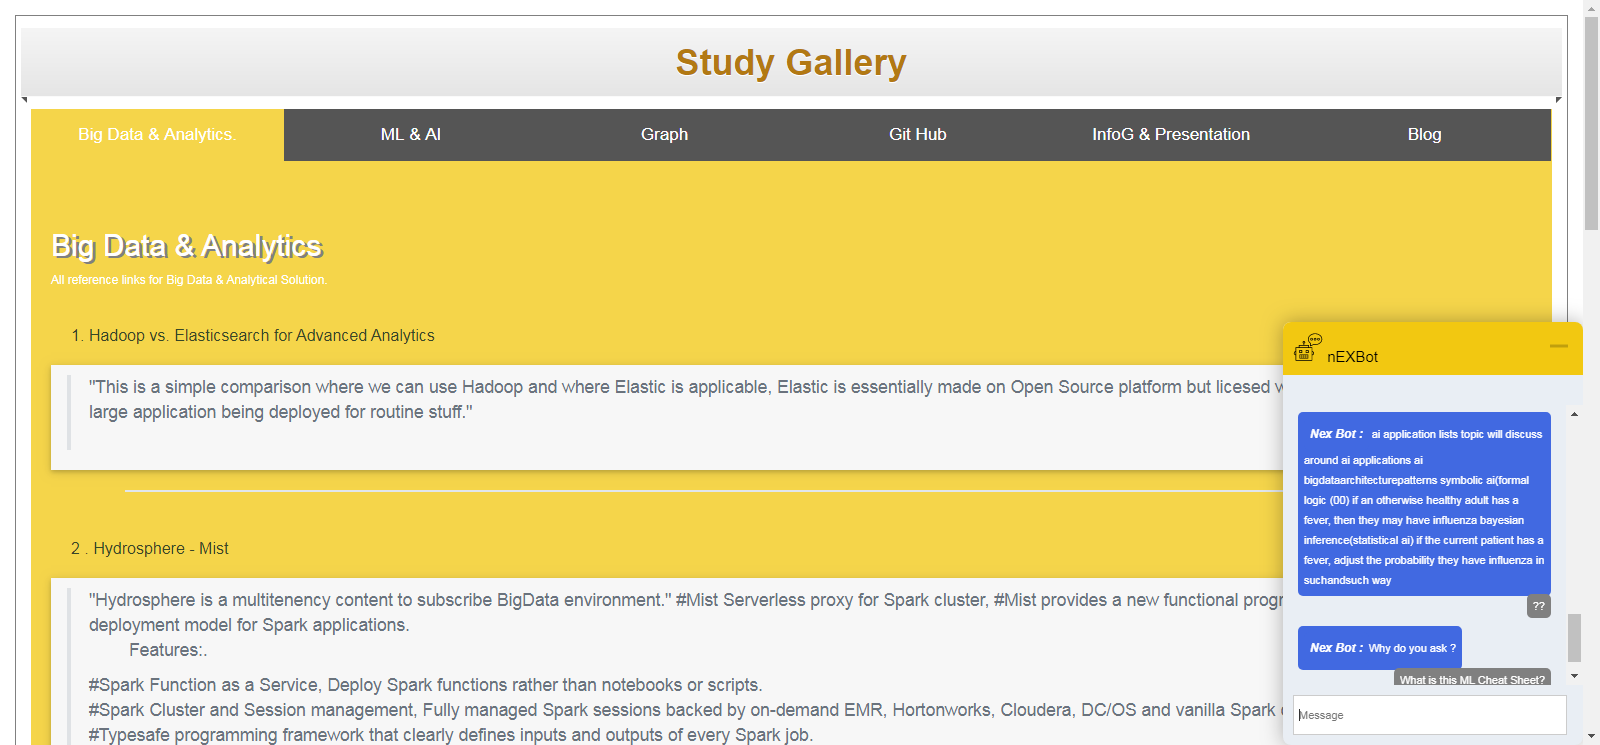 Study Gallery
Big Data & Analytics.
ML & AI
Graph
Git Hub
InfoG & Presentation
Blog
Big Data & Analytics
All reference links for Big Data & Analytical Solution.
1. Hadoop vs. Elasticsearch for Advanced Analytics
"This is a simple comparison where we can use Hadoop and where Elastic is applicable, Elastic is essentially made on Open Source platform but licesed
large application being deployed for routine stuff."
2 . Hydrosphere - Mist
"Hydrosphere is a multitenency content to subscribe BigData environment." #Mist Serverless proxy for Spark cluster, #Mist provides a new functional
deployment model for Spark applications.
Features:.
#Spark Function as a Service, Deploy Spark functions rather than notebooks or scripts.
#Spark Cluster and Session management, Fully managed Spark sessions backed by on-demand EMR, Hortonworks, Cloudera, DC/OS and vanilla Spark
#Typesafe programming framework that clearly defines inputs and outputs of every Spark job.
nEXBot
Nex Bot : ai application lists topic will discuss
around ai applications ai
bigdataarchitecturepatterns symbolic ai(formal
logic (00) if an otherwise healthy adult has a
fever, then they may have influenza bayesian
inference(statistical ai) if the current patient has a
fever, adjust the probability they have influenza in
suchandsuch way
??
Nex Bot : Why do you ask ?
What is this ML Cheat Sheet?
Message